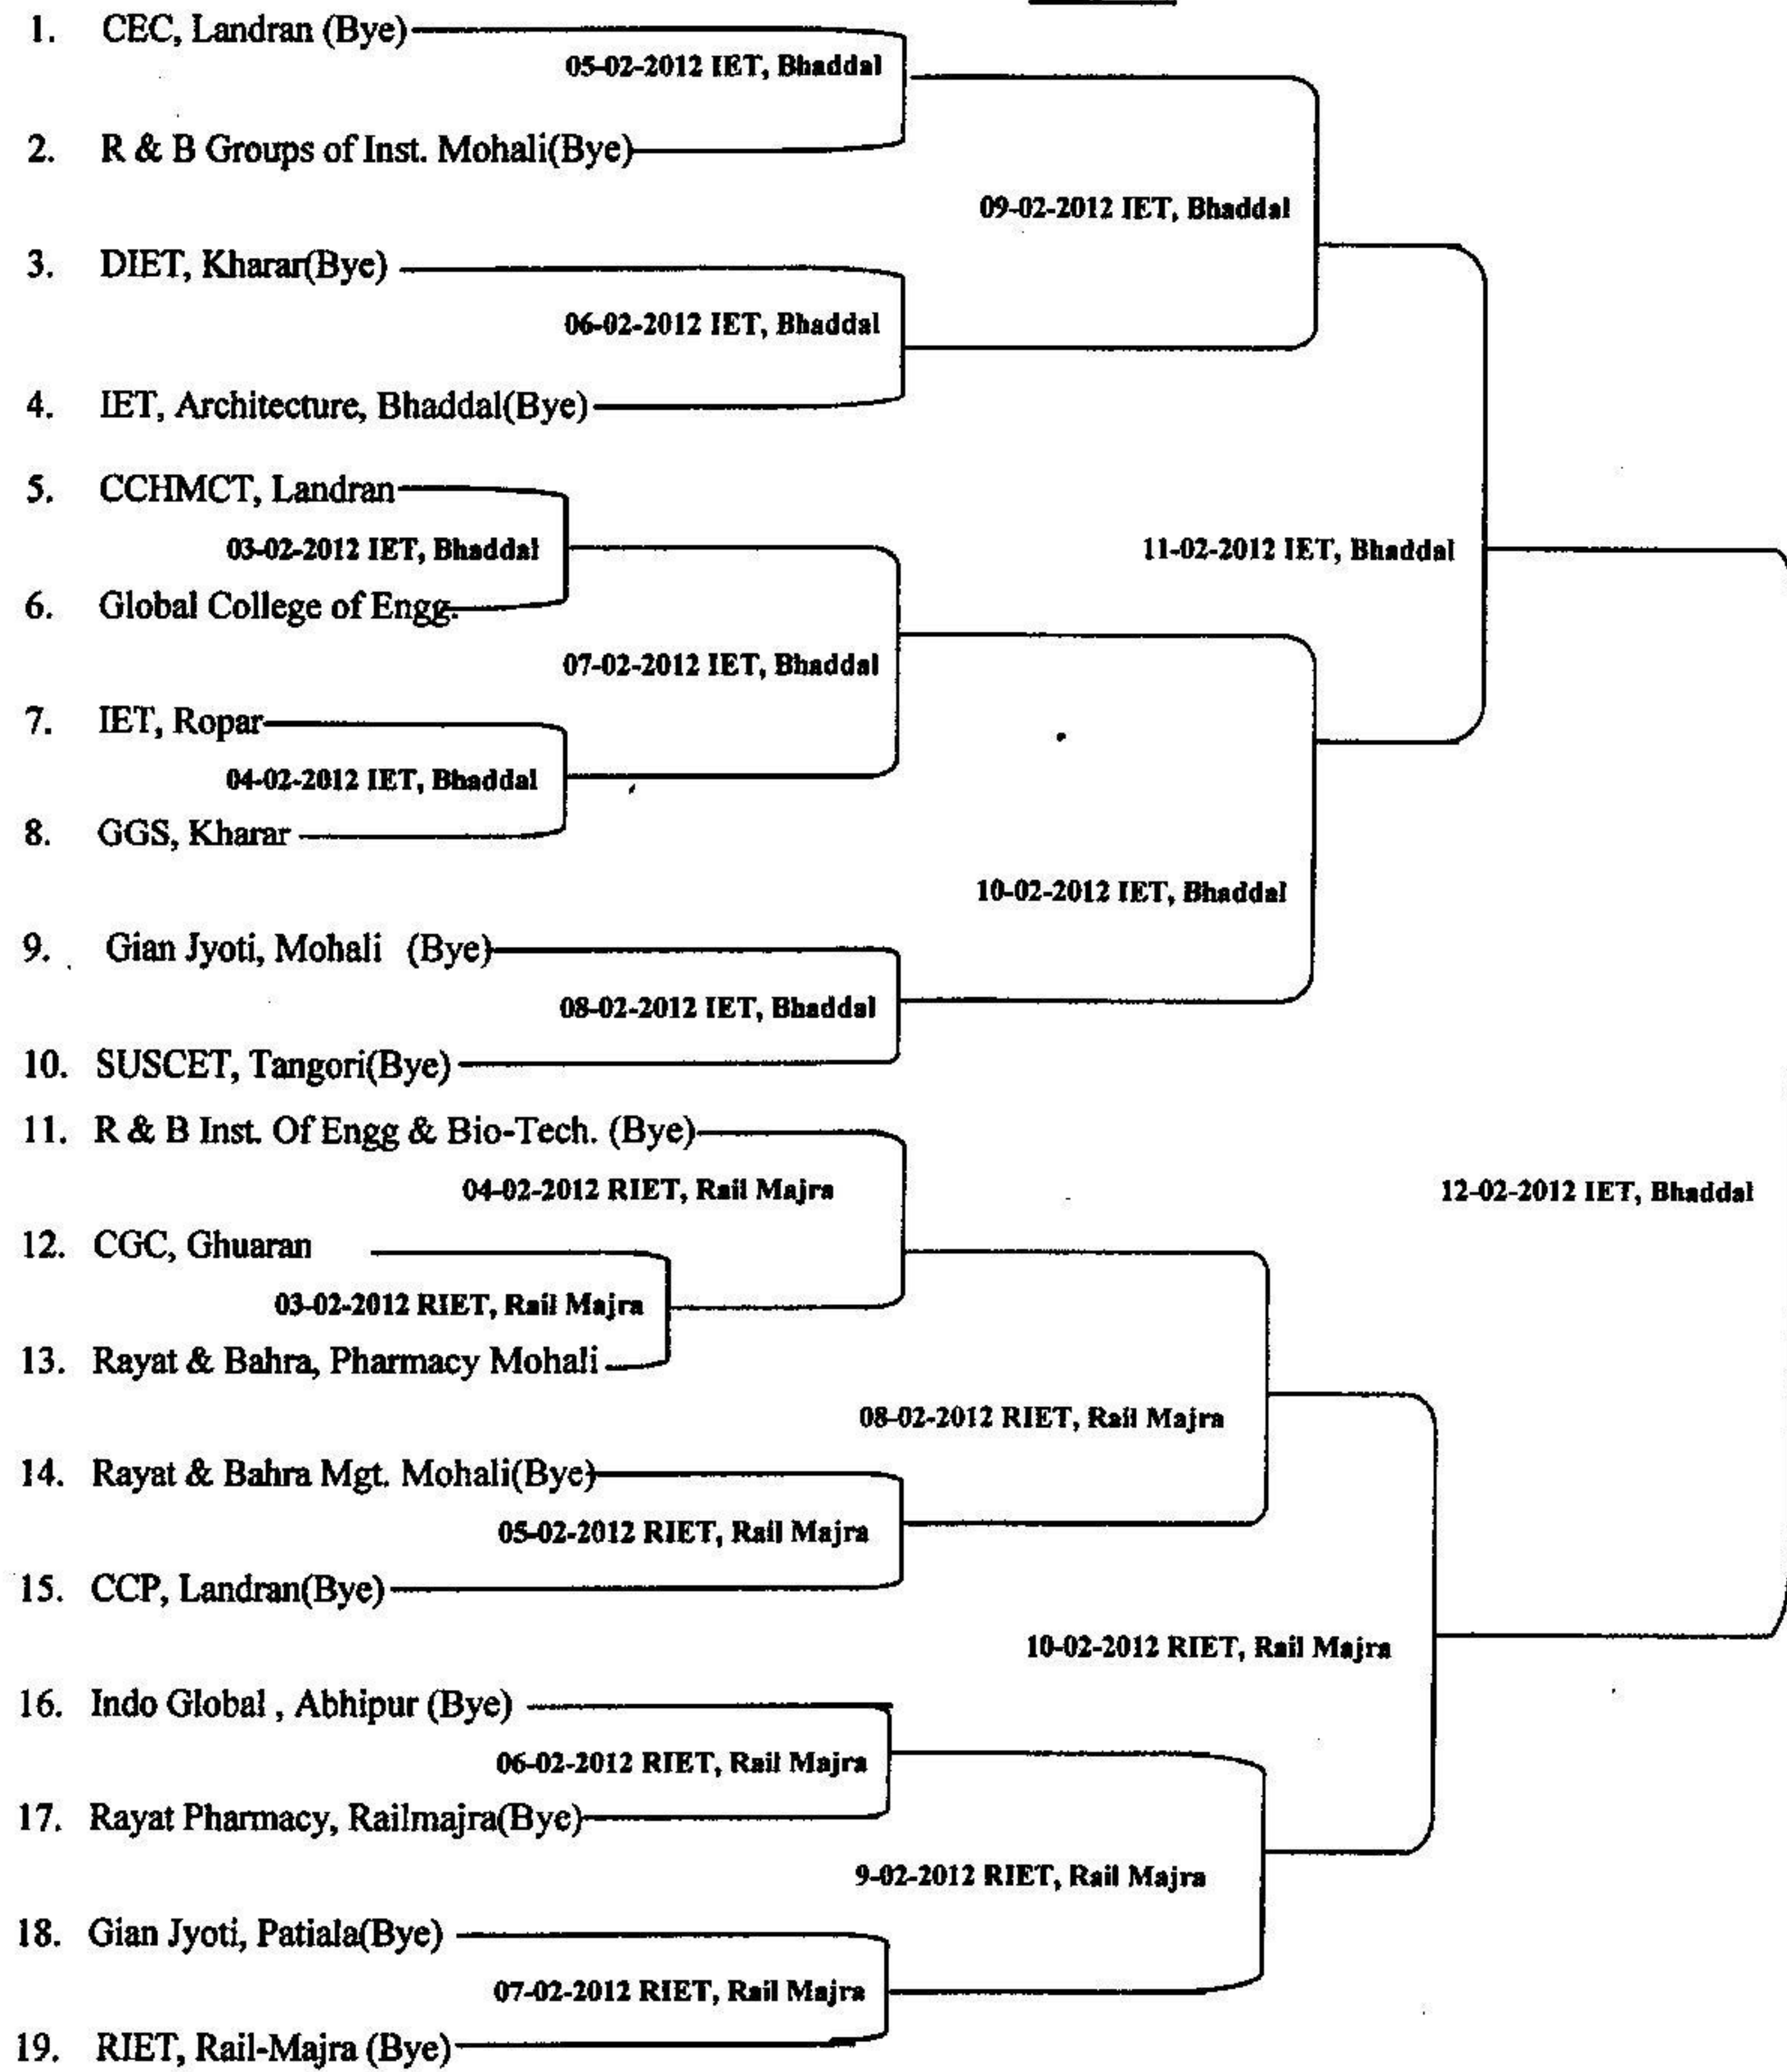 1. CEC, Landran (Bye)
05-02-2012 IET, Bhaddal
2. R & B Groups of Inst. Mohali(Bye)
09-02-2012 IET, Bhaddal
3. DIET, Kharar(Bye)
06-02-2012 IET, Bhaddal
4. IET, Architecture, Bhaddal(Bye)
5. CCHMCT, Landran
03-02-2012 IET, Bhaddal
11-02-2012 IET, Bhaddal
6. Global College of Engg.
07-02-2012 IET, Bhaddal
7. IET, Ropar
04-02-2012 IET, Bhaddal
8. GGS, Kharar
10-02-2012 IET, Bhaddal
9. Gian Jyoti, Mohali (Bye)
08-02-2012 IET, Bhaddal
10. SUSCET, Tangori(Bye)
11. R & B Inst. Of Engg & Bio-Tech. (Bye)
04-02-2012 RIET, Rail Majra
12-02-2012 IET, Bhaddal
12. CGC, Ghuaran
03-02-2012 RIET, Rail Majra
13. Rayat & Bahra, Pharmacy Mohali
08-02-2012 RIET, Rail Majra
14. Rayat & Bahra Mgt. Mohali(Bye)
05-02-2012 RIET, Rail Majra
15. CCP, Landran(Bye)
10-02-2012 RIET, Rail Majra
16. Indo Global , Abhipur (Bye)
06-02-2012 RIET, Rail Majra
17. Rayat Pharmacy, Railmajra(Bye)
9-02-2012 RIET, Rail Majra
18. Gian Jyoti, Patiala(Bye)
07-02-2012 RIET, Rail Majra
19. RIET, Rail-Majra (Bye)